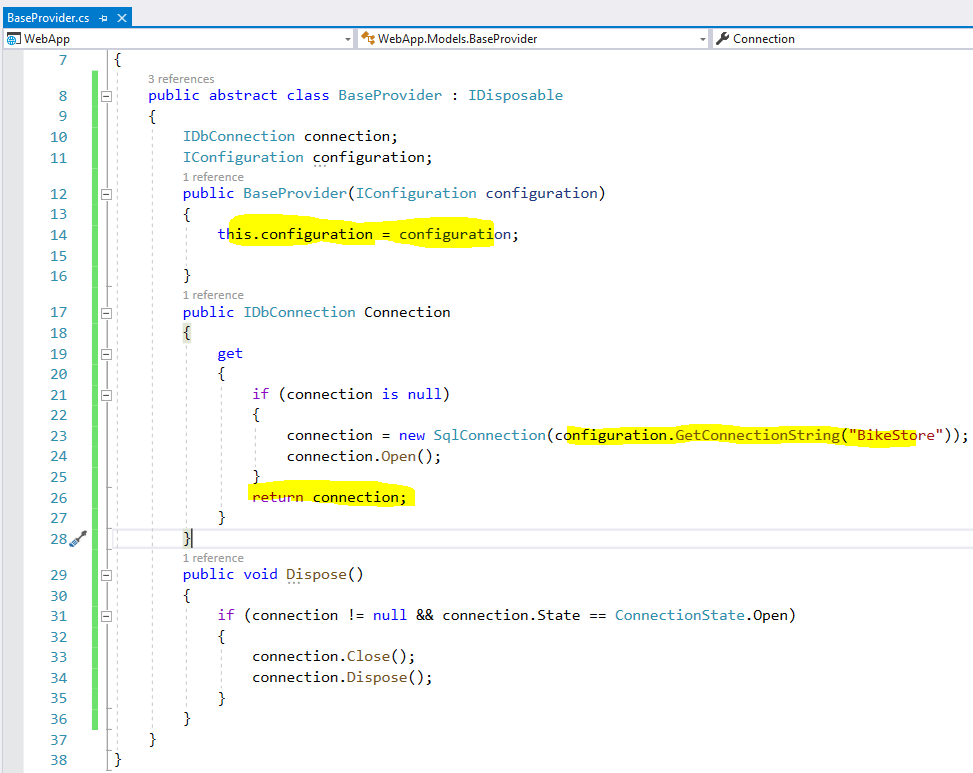 BaseProvider.cs
WebApp WebApp.Models.BaseProvider Connection
7 {
3 references
8 public abstract class BaseProvider : IDisposable
9 {
10 IDbConnection connection;
11 IConfiguration configuration;
1 reference
12 public BaseProvider(IConfiguration configuration)
13 {
14 this.configuration = configuration;
15
16 }
1 reference
17 public IDbConnection Connection
18 {
19 get
20 {
21 if (connection is null)
22 {
23 connection = new SqlConnection(configuration.GetConnectionString("BikeStore"));
24 connection.Open();
25 }
26 return connection;
27 }
28 }
1 reference
29 public void Dispose()
30 {
31 if (connection != null && connection.State == ConnectionState.Open)
32 {
33 connection.Close();
34 connection.Dispose();
35 }
36 }
37 }
38 }